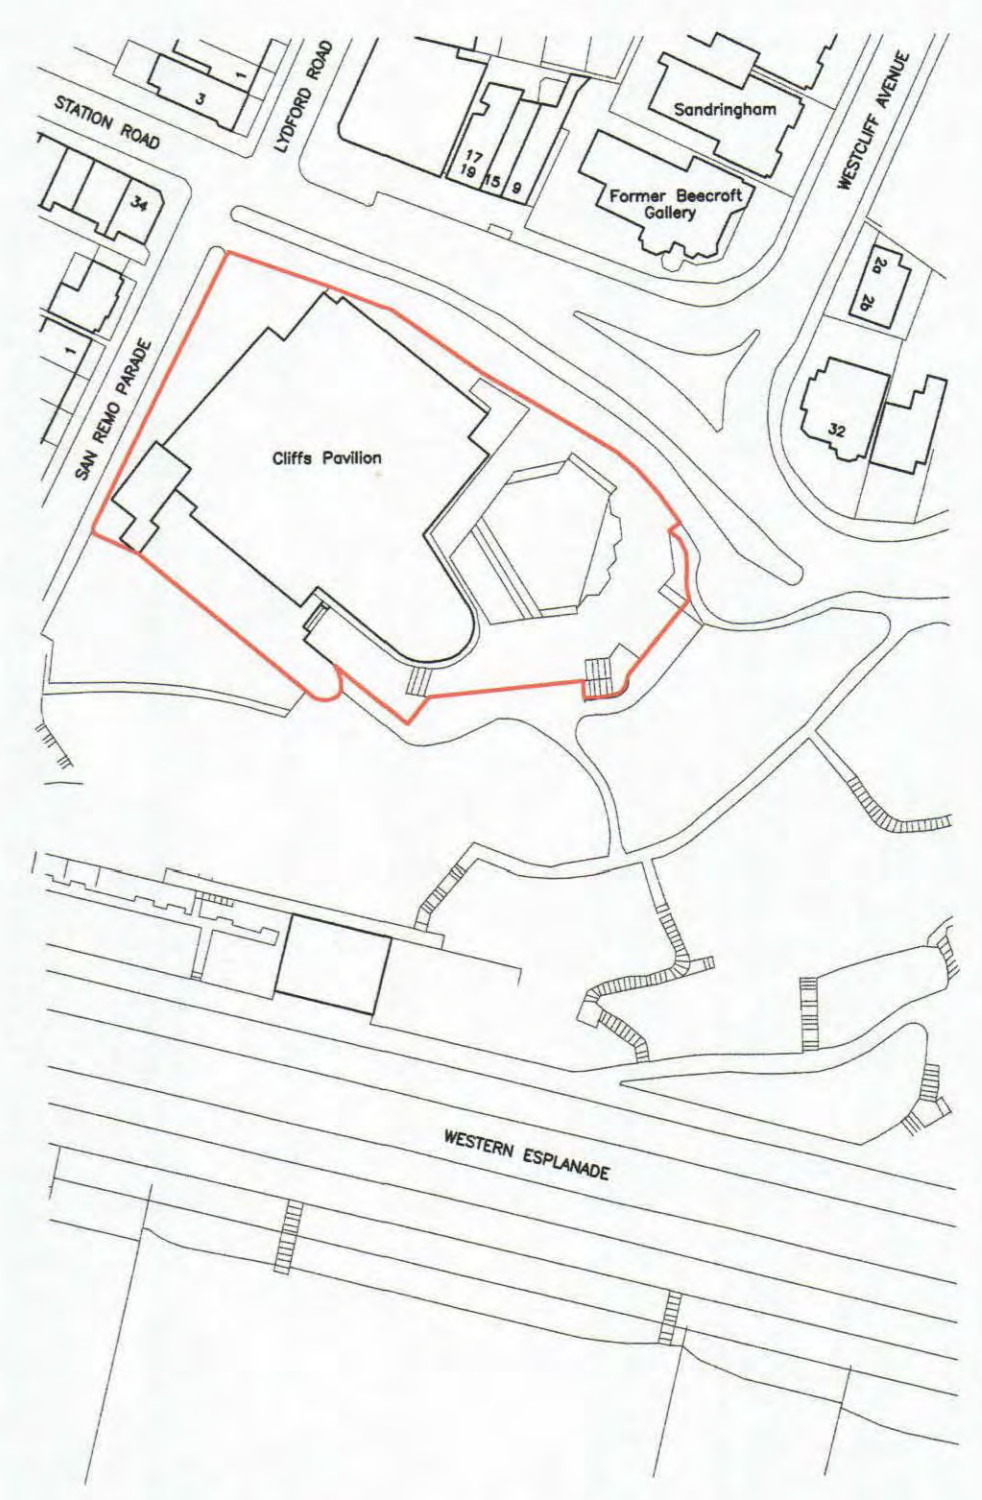 STATION ROAD
1
3
LYDFORD ROAD
17
19
15
9
Sandringham
WESTCLIFF AVENUE
34
Former Beecroft
Gallery
2a
2b
1
SAN REMO PARADE
Cliffs Pavilion
32
WESTERN ESPLANADE